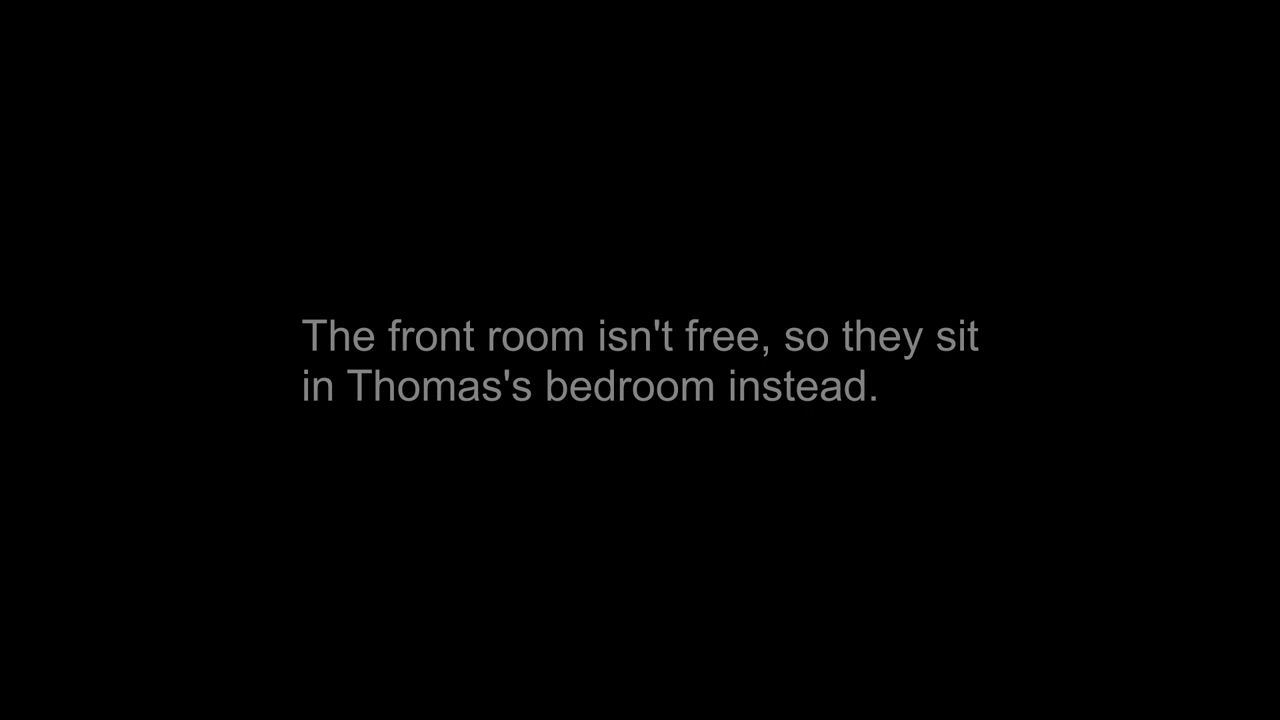 The front room isn't free, so they sit
in Thomas's bedroom instead.